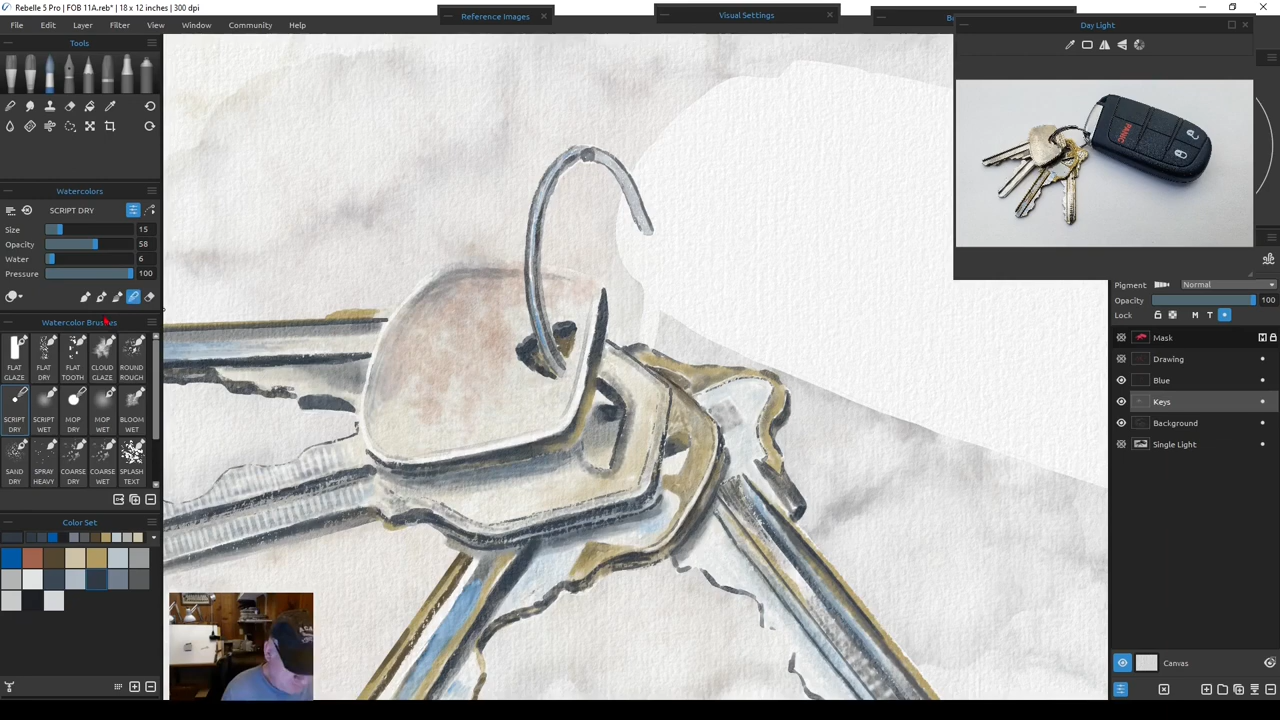 Rebelle 5 Pro | FOB 11A.reb* | 18 x 12 inches | 300 dpi
File Edit Layer Filter View Window Community Help
Reference Images
Visual Settings
Day Light
PANIC
Tools
Watercolors
SCRIPT DRY
Size 15
Opacity 58
Water 6
Pressure 100
Watercolor Brushes
FLAT GLAZE
FLAT DRY
FLAT TOOTH
CLOUD GLAZE
ROUND ROUGH
SCRIPT DRY
SCRIPT WET
MOP DRY
MOP WET
BLOOM WET
SAND DRY
SPRAY HEAVY
COARSE DRY
COARSE WET
SPLASH TEXT
Color Set
Pigment Normal
Opacity 100
Lock M T
Mask M
Drawing
Blue
Keys
Background
Single Light
Canvas